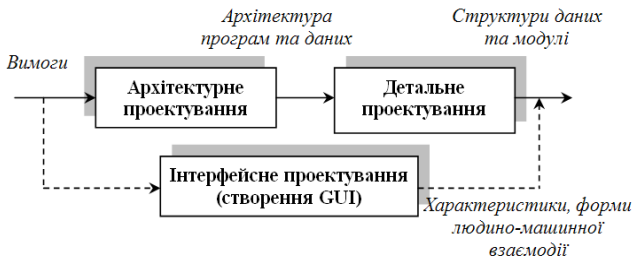 Архітектура
програм та даних
Структури даних
та модулі
Вимоги
Архітектурне
проектування
Детальне
проектування
Інтерфейсне проектування
(створення GUI)
Характеристики, форми
людино-машинної
взаємодії